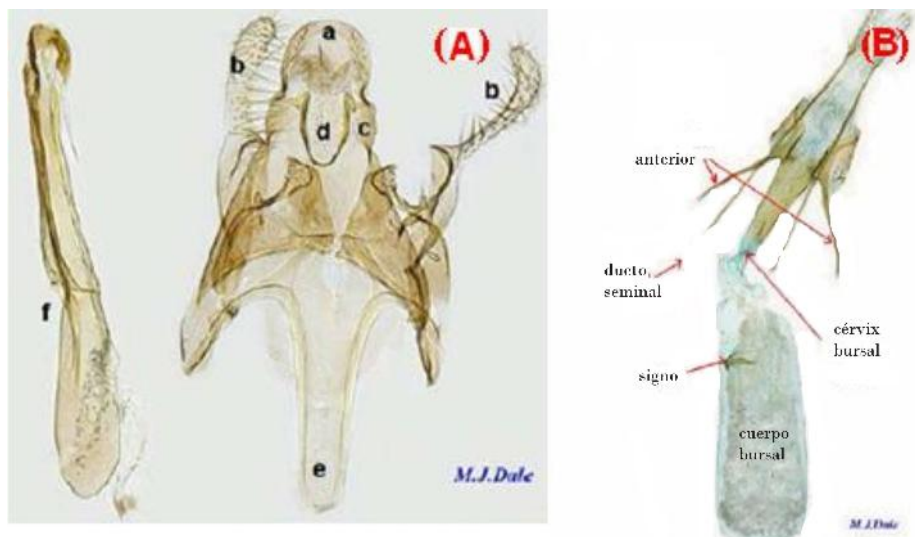 (A)
a
b
b
c
d
f
e
M.J.Dale
(B)
anterior
ducto,
seminal
cérvix
bursal
signo
cuerpo
bursal
M.J.Dale